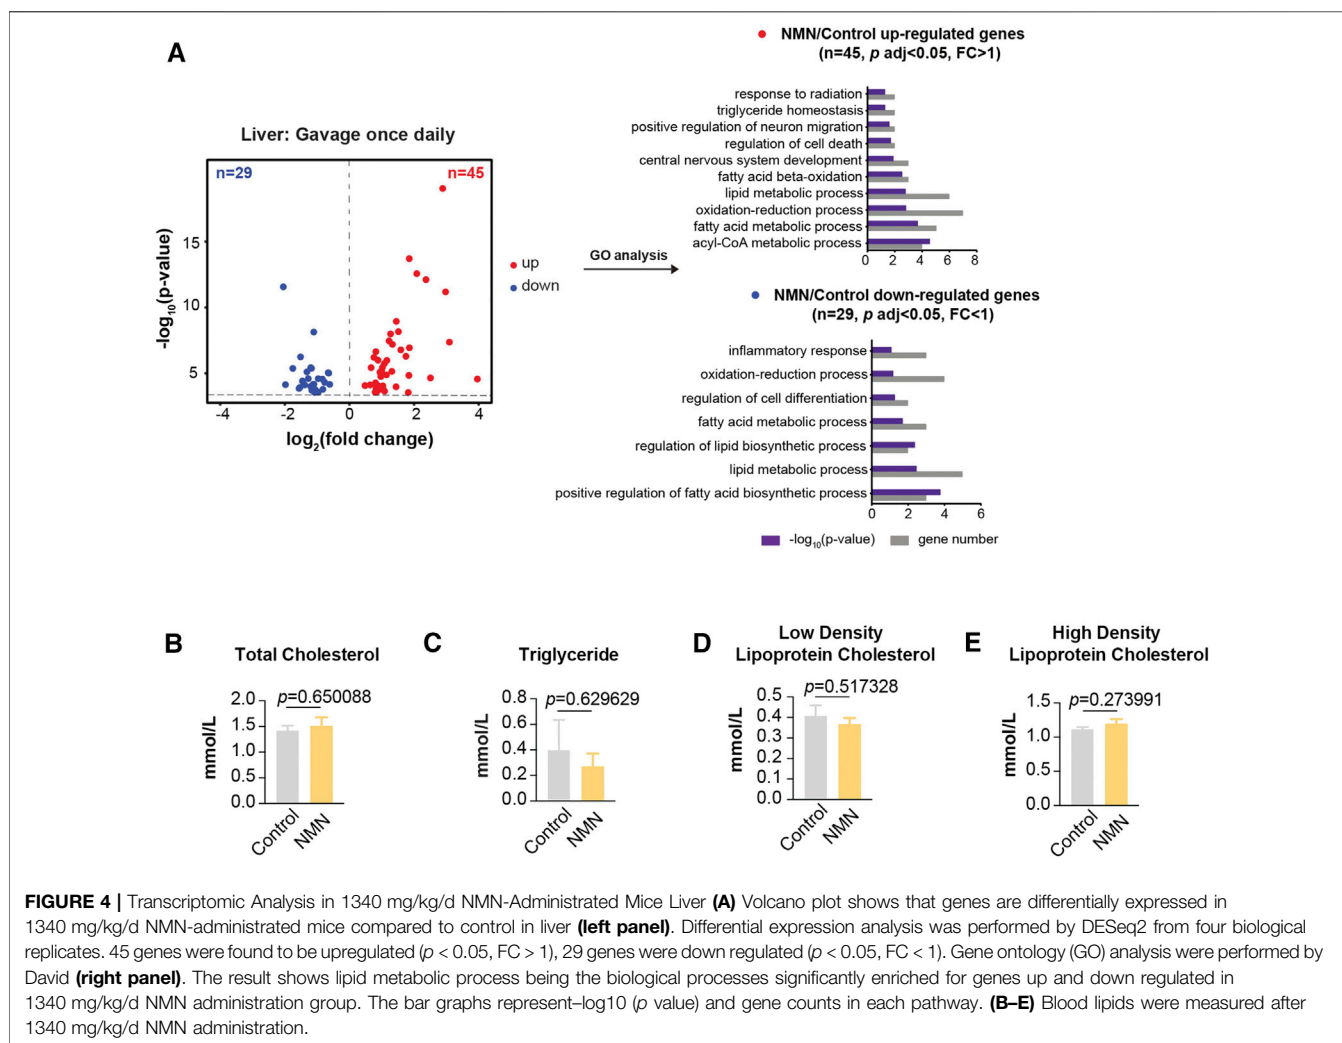 A
Liver: Gavage once daily
n=29
n=45
15
10
5
-log10(p-value)
-4
-2
0
2
4
log2(fold change)
up
down
GO analysis
NMN/Control up-regulated genes
(n=45, p adj<0.05, FC>1)
response to radiation
triglyceride homeostasis
positive regulation of neuron migration
regulation of cell death
central nervous system development
fatty acid beta-oxidation
lipid metabolic process
oxidation-reduction process
fatty acid metabolic process
acyl-CoA metabolic process
0 2 4 6 8
NMN/Control down-regulated genes
(n=29, p adj<0.05, FC<1)
inflammatory response
oxidation-reduction process
regulation of cell differentiation
fatty acid metabolic process
regulation of lipid biosynthetic process
lipid metabolic process
positive regulation of fatty acid biosynthetic process
0 2 4 6
-log10(p-value) gene number
B
Total Cholesterol
p=0.650088
2.0
1.5
1.0
0.5
0.0
mmol/L
Control
NMN
C
Triglyceride
p=0.629629
0.8
0.6
0.4
0.2
0.0
mmol/L
Control
NMN
D
Low Density
Lipoprotein Cholesterol
p=0.517328
0.5
0.4
0.3
0.2
0.1
0.0
mmol/L
Control
NMN
E
High Density
Lipoprotein Cholesterol
p=0.273991
1.5
1.0
0.5
0.0
mmol/L
Control
NMN
FIGURE 4 | Transcriptomic Analysis in 1340 mg/kg/d NMN-Administrated Mice Liver (A) Volcano plot shows that genes are differentially expressed in
1340 mg/kg/d NMN-administrated mice compared to control in liver (left panel). Differential expression analysis was performed by DESeq2 from four biological
replicates. 45 genes were found to be upregulated (p < 0.05, FC > 1), 29 genes were down regulated (p < 0.05, FC < 1). Gene ontology (GO) analysis were performed by
David (right panel). The result shows lipid metabolic process being the biological processes significantly enriched for genes up and down regulated in
1340 mg/kg/d NMN administration group. The bar graphs represent–log10 (p value) and gene counts in each pathway. (B–E) Blood lipids were measured after
1340 mg/kg/d NMN administration.